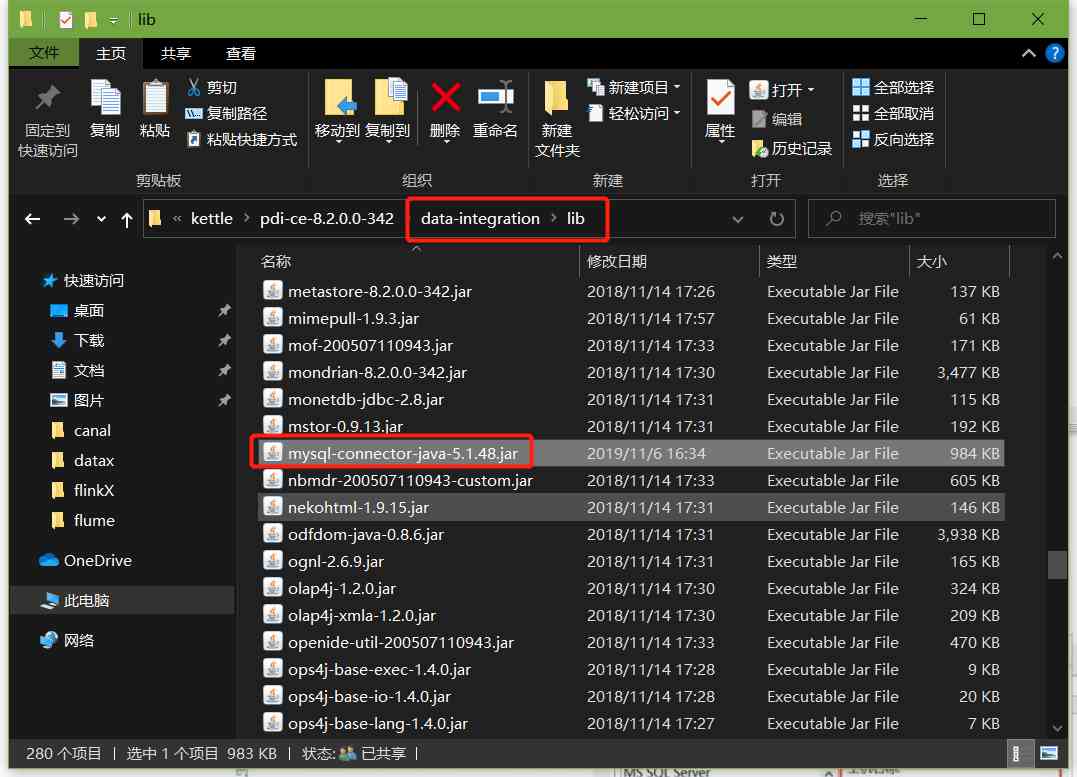 lib
文件 主页 共享 查看
固定到快速访问 复制 粘贴 剪切 复制路径 粘贴快捷方式
移动到 复制到 删除 重命名
新建文件夹 新建项目 轻松访问
属性 打开 编辑 历史记录
全部选择 全部取消 反向选择
剪贴板 组织 新建 打开 选择
« kettle › pdi-ce-8.2.0.0-342 › data-integration › lib 搜索"lib"
快速访问
桌面
下载
文档
图片
canal
datax
flinkX
flume
OneDrive
此电脑
网络
名称 修改日期 类型 大小
metastore-8.2.0.0-342.jar 2018/11/14 17:26 Executable Jar File 137 KB
mimepull-1.9.3.jar 2018/11/14 17:57 Executable Jar File 61 KB
mof-200507110943.jar 2018/11/14 17:33 Executable Jar File 171 KB
mondrian-8.2.0.0-342.jar 2018/11/14 17:30 Executable Jar File 3,477 KB
monetdb-jdbc-2.8.jar 2018/11/14 17:31 Executable Jar File 115 KB
mstor-0.9.13.jar 2018/11/14 17:31 Executable Jar File 192 KB
mysql-connector-java-5.1.48.jar 2019/11/6 16:34 Executable Jar File 984 KB
nbmdr-200507110943-custom.jar 2018/11/14 17:33 Executable Jar File 605 KB
nekohtml-1.9.15.jar 2018/11/14 17:31 Executable Jar File 146 KB
odfdom-java-0.8.6.jar 2018/11/14 17:31 Executable Jar File 3,938 KB
ognl-2.6.9.jar 2018/11/14 17:31 Executable Jar File 165 KB
olap4j-1.2.0.jar 2018/11/14 17:30 Executable Jar File 324 KB
olap4j-xmla-1.2.0.jar 2018/11/14 17:30 Executable Jar File 209 KB
openide-util-200507110943.jar 2018/11/14 17:33 Executable Jar File 470 KB
ops4j-base-exec-1.4.0.jar 2018/11/14 17:28 Executable Jar File 9 KB
ops4j-base-io-1.4.0.jar 2018/11/14 17:28 Executable Jar File 20 KB
ops4j-base-lang-1.4.0.jar 2018/11/14 17:27 Executable Jar File 7 KB
280 个项目 选中 1 个项目 983 KB 状态: 已共享
MS SQL Server